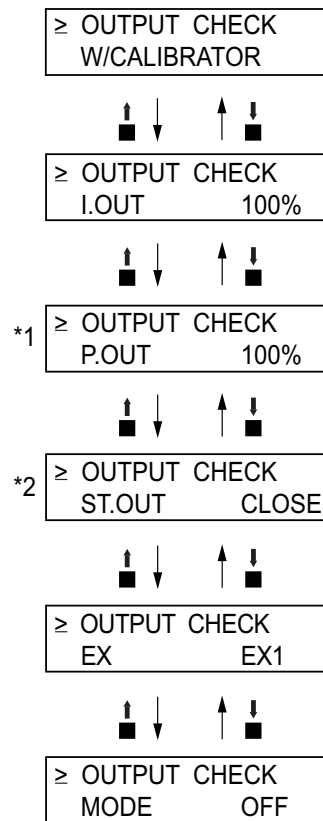 ≥ OUTPUT CHECK
W/CALIBRATOR
≥ OUTPUT CHECK
I.OUT 100%
*1 ≥ OUTPUT CHECK
P.OUT 100%
*2 ≥ OUTPUT CHECK
ST.OUT CLOSE
≥ OUTPUT CHECK
EX EX1
≥ OUTPUT CHECK
MODE OFF